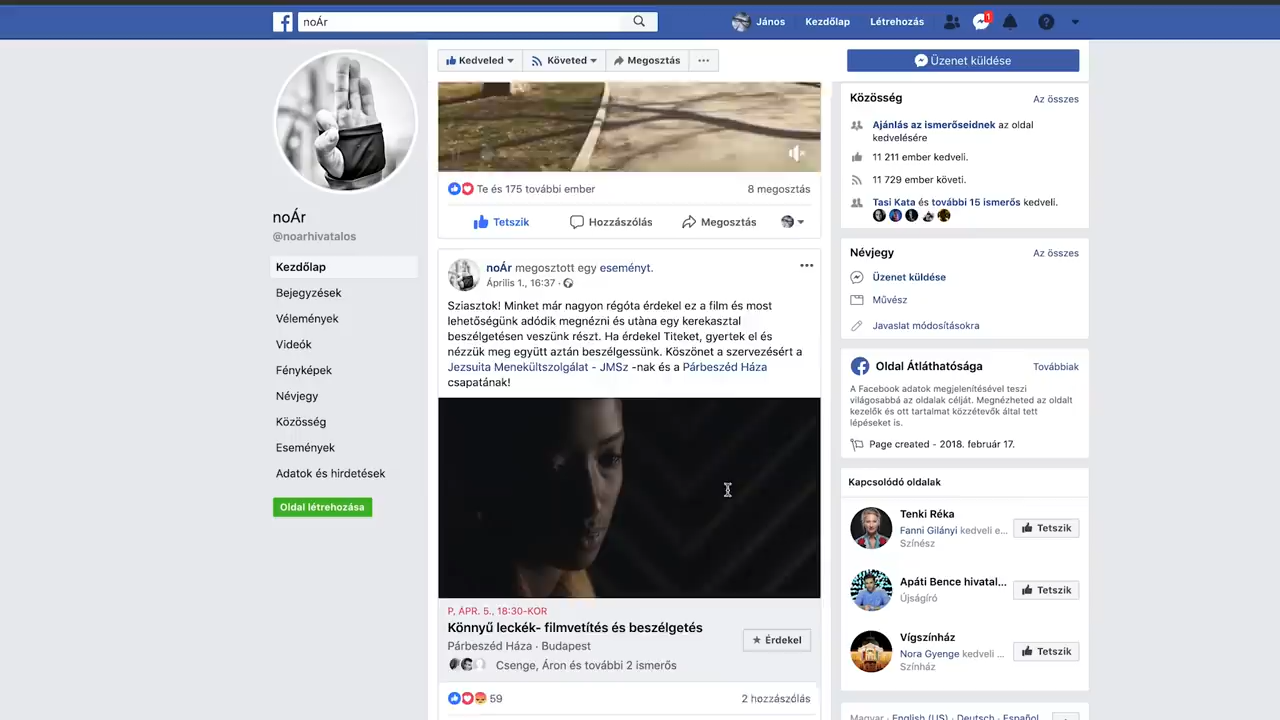 noÁr
János
Kezdőlap
Létrehozás
1
Kedveled
Követed
Megosztás
Üzenet küldése
noÁr
@noarhivatalos
Kezdőlap
Bejegyzések
Vélemények
Videók
Fényképek
Névjegy
Közösség
Események
Adatok és hirdetések
Oldal létrehozása
Te és 175 további ember
8 megosztás
Tetszik
Hozzászólás
Megosztás
noÁr megosztott egy eseményt.
Április 1., 16:37 ·
Sziasztok! Minket már nagyon régóta érdekel ez a film és most
lehetőségünk adódik megnézni és utàna egy kerekasztal
beszélgetésen veszünk részt. Ha érdekel Titeket, gyertek el és
nézzük meg együtt aztán beszélgessünk. Köszönet a szervezésért a
Jezsuita Menekültszolgálat - JMSz -nak és a Párbeszéd Háza
csapatának!
P, ÁPR. 5., 18:30-KOR
Könnyű leckék- filmvetítés és beszélgetés
Párbeszéd Háza · Budapest
Csenge, Áron és további 2 ismerős
Érdekel
59
2 hozzászólás
Közösség
Az összes
Ajánlás az ismerőseidnek az oldal
kedvelésére
11 211 ember kedveli.
11 729 ember követi.
Tasi Kata és további 15 ismerős kedveli.
Névjegy
Az összes
Üzenet küldése
Művész
Javaslat módosításokra
Oldal Átláthatósága
Továbbiak
A Facebook adatok megjelenítésével teszi
világosabbá az oldalak célját. Megnézheted az oldalt
kezelők és ott tartalmat közzétevők által tett
lépéseket is.
Page created - 2018. február 17.
Kapcsolódó oldalak
Tenki Réka
Fanni Gilányi kedveli e...
Színész
Tetszik
Apáti Bence hivatal...
Újságíró
Tetszik
Vígszínház
Nora Gyenge kedveli ...
Színház
Tetszik
Magyar · English (US) · Deutsch · Español